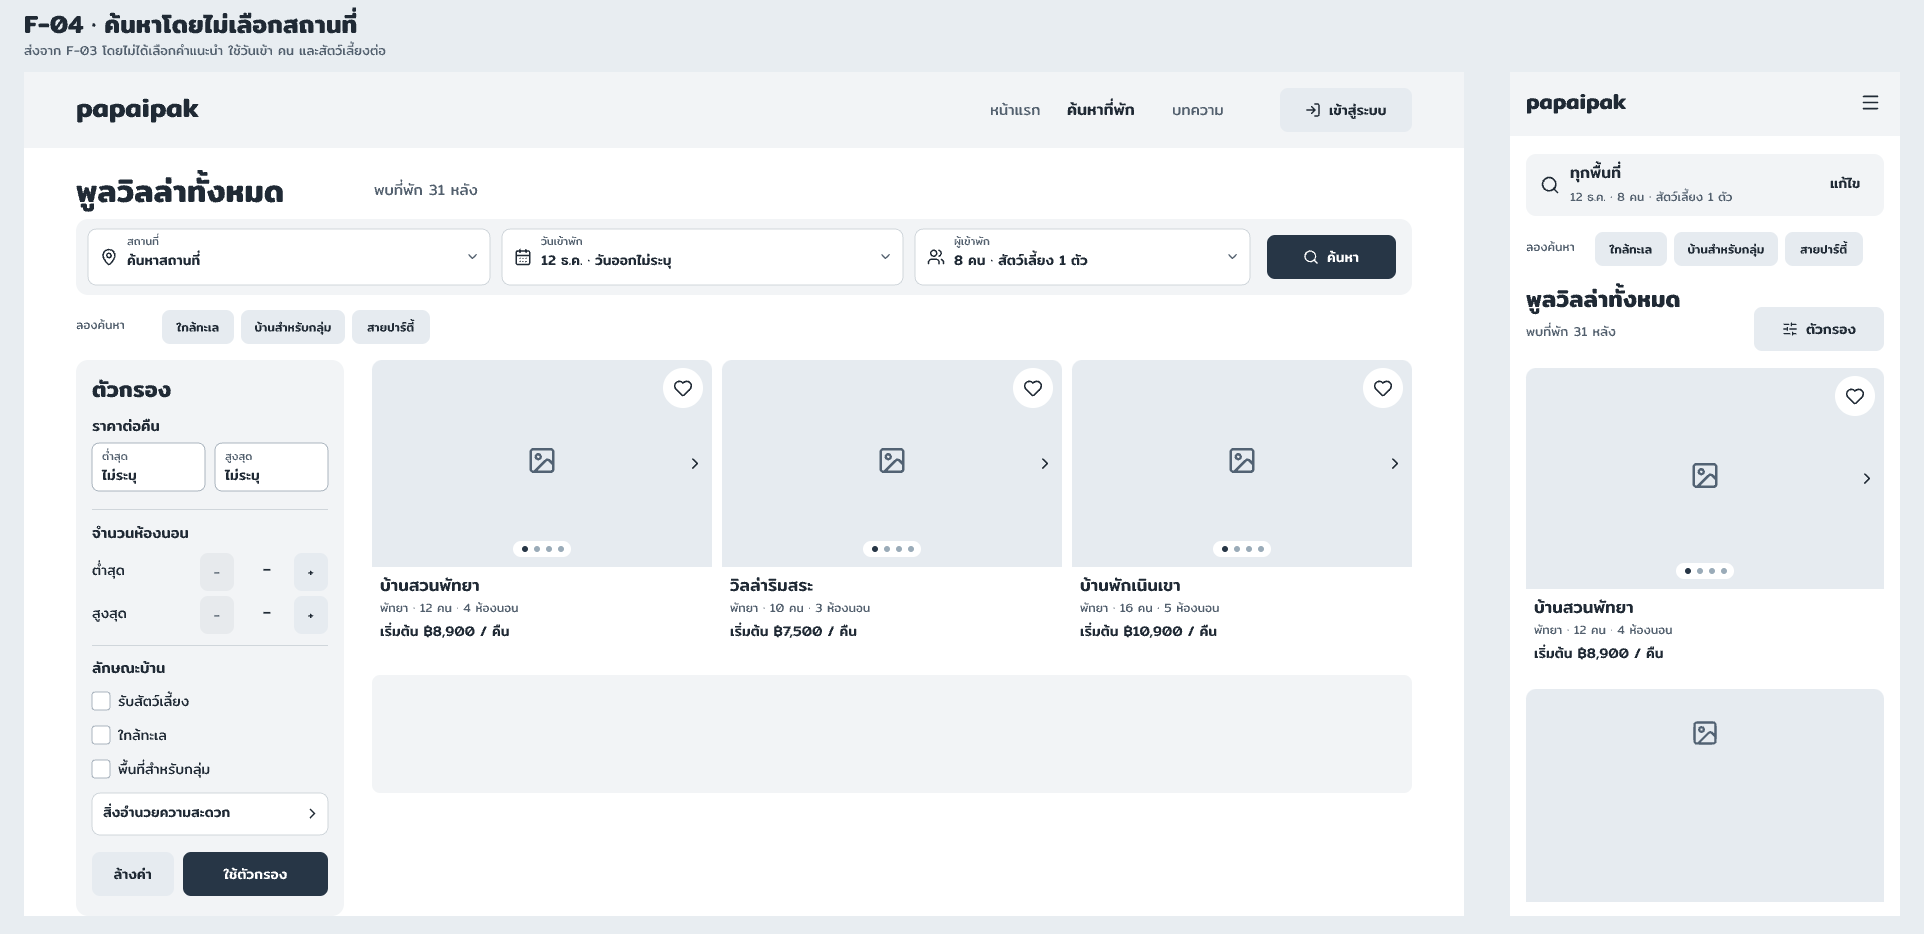 F-04 · ค้นหาโดยไม่เลือกสถานที่
ส่งจาก F-03 โดยไม่ได้เลือกคำแนะนำ ใช้วันเข้า คน และสัตว์เลี้ยงต่อ
papaipak
หน้าแรก
ค้นหาที่พัก
บทความ
เข้าสู่ระบบ
พูลวิลล่าทั้งหมด
พบที่พัก 31 หลัง
สถานที่
ค้นหาสถานที่
วันเข้าพัก
12 ธ.ค. · วันออกไม่ระบุ
ผู้เข้าพัก
8 คน · สัตว์เลี้ยง 1 ตัว
ค้นหา
ลองค้นหา
ใกล้ทะเล
บ้านสำหรับกลุ่ม
สายปาร์ตี้
ตัวกรอง
ราคาต่อคืน
ต่ำสุด
ไม่ระบุ
สูงสุด
ไม่ระบุ
จำนวนห้องนอน
ต่ำสุด
-
–
+
สูงสุด
-
–
+
ลักษณะบ้าน
รับสัตว์เลี้ยง
ใกล้ทะเล
พื้นที่สำหรับกลุ่ม
สิ่งอำนวยความสะดวก
ล้างค่า
ใช้ตัวกรอง
บ้านสวนพัทยา
พัทยา · 12 คน · 4 ห้องนอน
เริ่มต้น ฿8,900 / คืน
วิลล่าริมสระ
พัทยา · 10 คน · 3 ห้องนอน
เริ่มต้น ฿7,500 / คืน
บ้านพักเนินเขา
พัทยา · 16 คน · 5 ห้องนอน
เริ่มต้น ฿10,900 / คืน
papaipak
ทุกพื้นที่
12 ธ.ค. · 8 คน · สัตว์เลี้ยง 1 ตัว
แก้ไข
ลองค้นหา
ใกล้ทะเล
บ้านสำหรับกลุ่ม
สายปาร์ตี้
พูลวิลล่าทั้งหมด
พบที่พัก 31 หลัง
ตัวกรอง
บ้านสวนพัทยา
พัทยา · 12 คน · 4 ห้องนอน
เริ่มต้น ฿8,900 / คืน